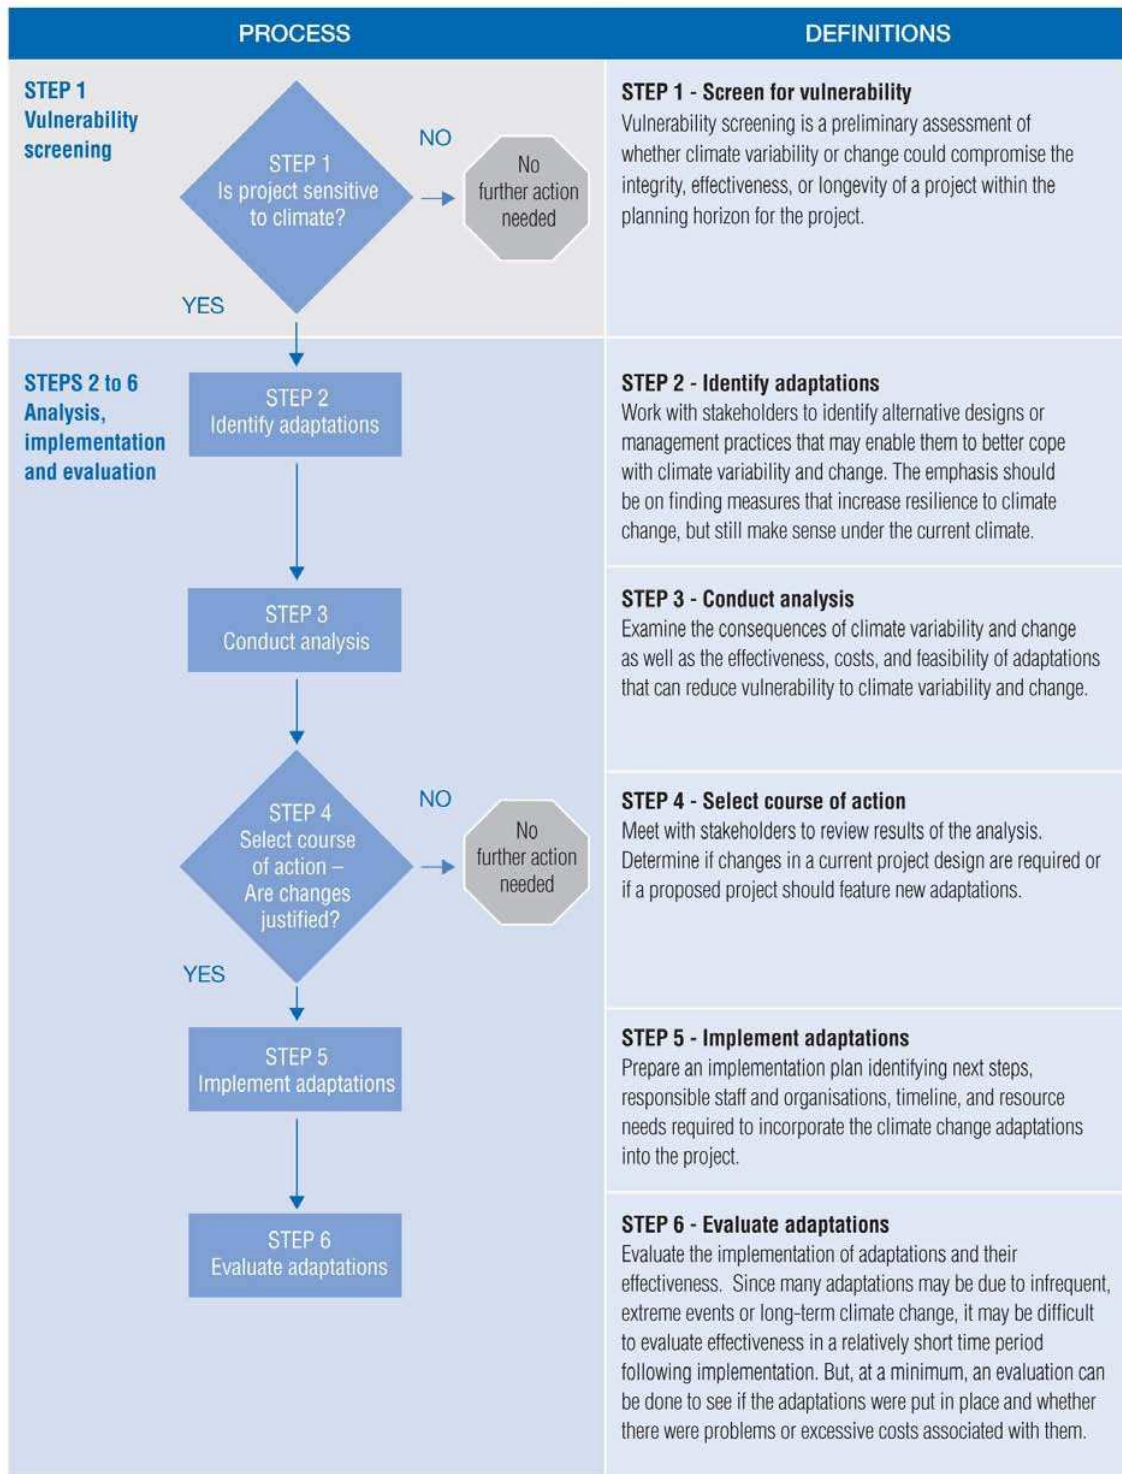 PROCESS
DEFINITIONS
STEP 1
Vulnerability
screening
STEP 1
Is project sensitive
to climate?
NO
No
further action
needed
YES
STEP 1 - Screen for vulnerability
Vulnerability screening is a preliminary assessment of
whether climate variability or change could compromise the
integrity, effectiveness, or longevity of a project within the
planning horizon for the project.
STEPS 2 to 6
Analysis,
implementation
and evaluation
STEP 2
Identify adaptations
STEP 2 - Identify adaptations
Work with stakeholders to identify alternative designs or
management practices that may enable them to better cope
with climate variability and change. The emphasis should
be on finding measures that increase resilience to climate
change, but still make sense under the current climate.
STEP 3
Conduct analysis
STEP 3 - Conduct analysis
Examine the consequences of climate variability and change
as well as the effectiveness, costs, and feasibility of adaptations
that can reduce vulnerability to climate variability and change.
STEP 4
Select course
of action –
Are changes
justified?
NO
No
further action
needed
YES
STEP 4 - Select course of action
Meet with stakeholders to review results of the analysis.
Determine if changes in a current project design are required or
if a proposed project should feature new adaptations.
STEP 5
Implement adaptations
STEP 5 - Implement adaptations
Prepare an implementation plan identifying next steps,
responsible staff and organisations, timeline, and resource
needs required to incorporate the climate change adaptations
into the project.
STEP 6
Evaluate adaptations
STEP 6 - Evaluate adaptations
Evaluate the implementation of adaptations and their
effectiveness.  Since many adaptations may be due to infrequent,
extreme events or long-term climate change, it may be difficult
to evaluate effectiveness in a relatively short time period
following implementation. But, at a minimum, an evaluation can
be done to see if the adaptations were put in place and whether
there were problems or excessive costs associated with them.